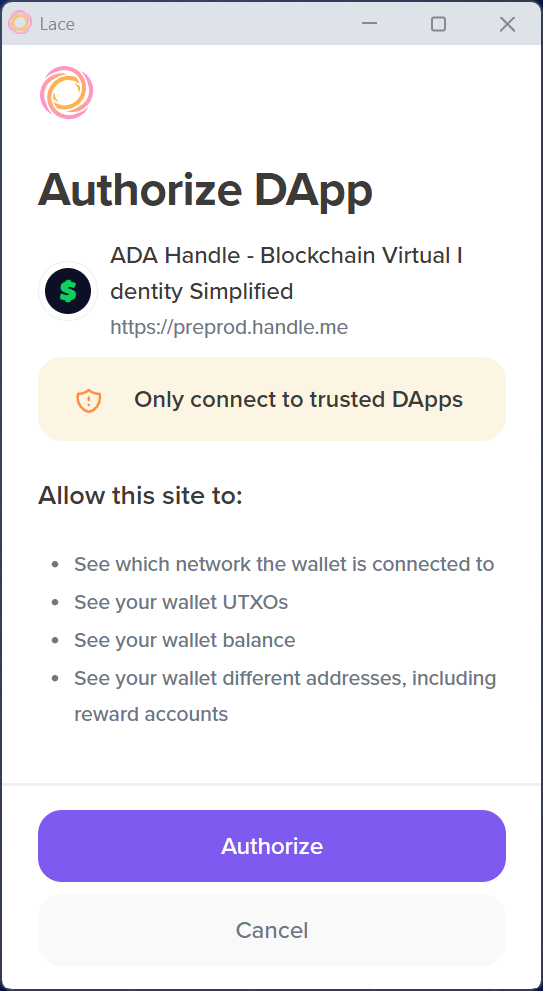 Lace
Authorize DApp
ADA Handle - Blockchain Virtual I
dentity Simplified
https://preprod.handle.me
Only connect to trusted DApps
Allow this site to:
• See which network the wallet is connected to
• See your wallet UTXOs
• See your wallet balance
• See your wallet different addresses, including
reward accounts
Authorize
Cancel